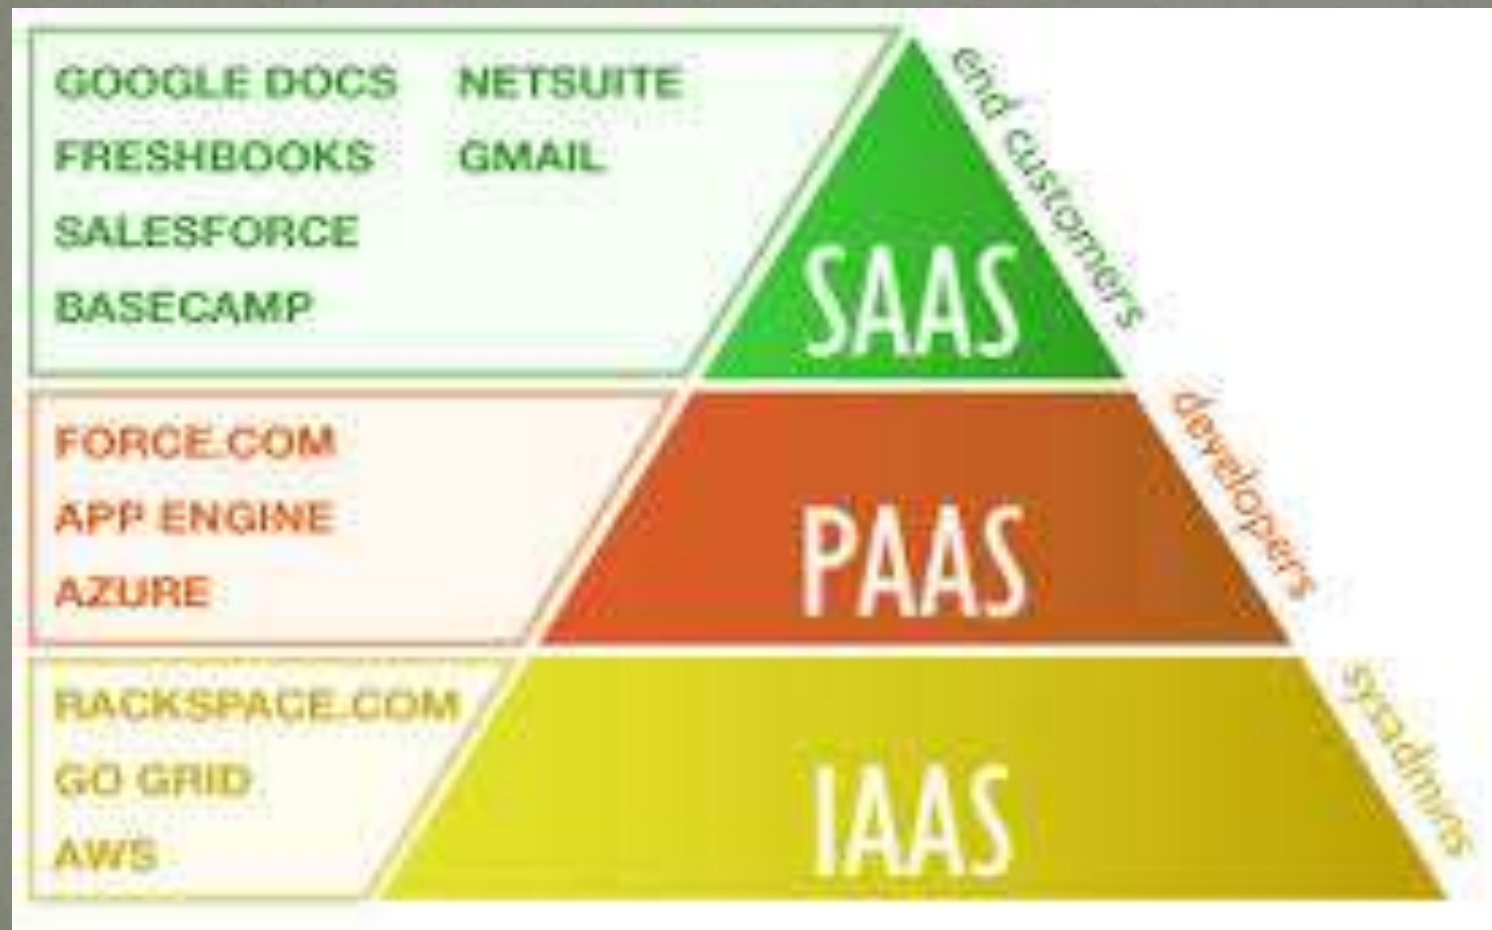 GOOGLE DOCS NETSUITE
FRESHBOOKS GMAIL
SALESFORCE
BASECAMP
SAAS
end customers
FORCE.COM
APP ENGINE
AZURE
PAAS
developers
RACKSPACE.COM
GO GRID
AWS
IAAS
sysadmins